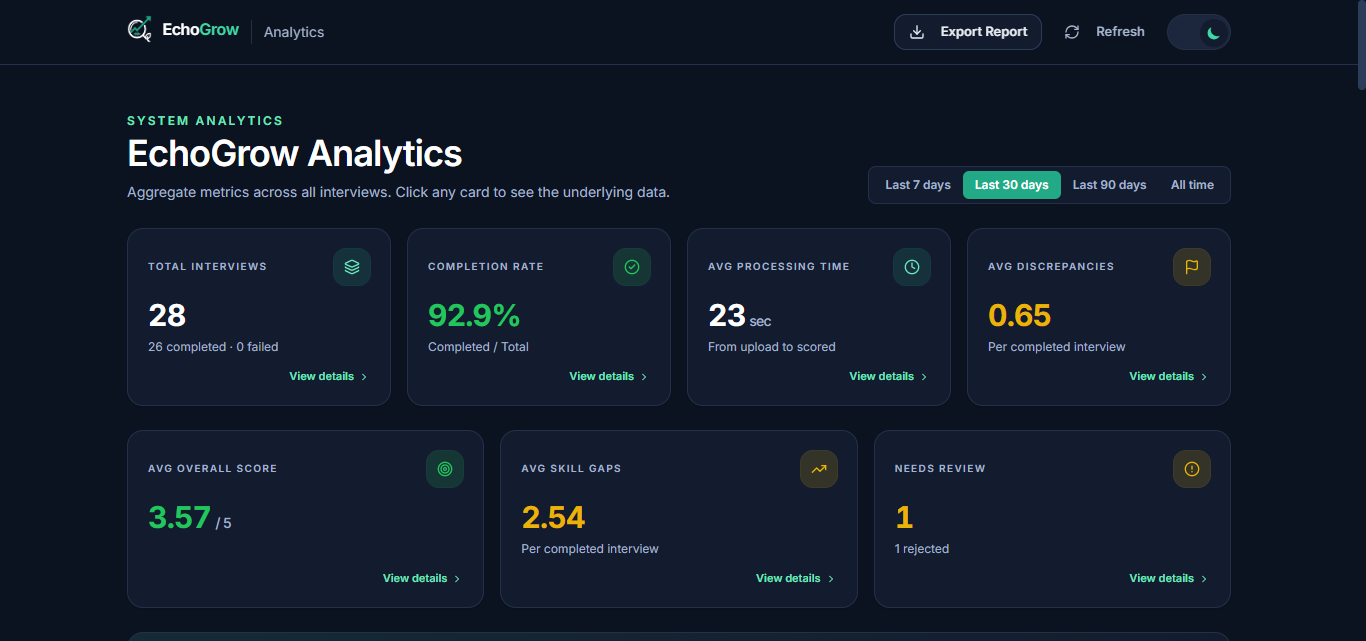 EchoGrow
Analytics
Export Report
Refresh
SYSTEM ANALYTICS
EchoGrow Analytics
Aggregate metrics across all interviews. Click any card to see the underlying data.
Last 7 days
Last 30 days
Last 90 days
All time
TOTAL INTERVIEWS
28
26 completed · 0 failed
View details
COMPLETION RATE
92.9%
Completed / Total
View details
AVG PROCESSING TIME
23 sec
From upload to scored
View details
AVG DISCREPANCIES
0.65
Per completed interview
View details
AVG OVERALL SCORE
3.57 / 5
View details
AVG SKILL GAPS
2.54
Per completed interview
View details
NEEDS REVIEW
1
1 rejected
View details